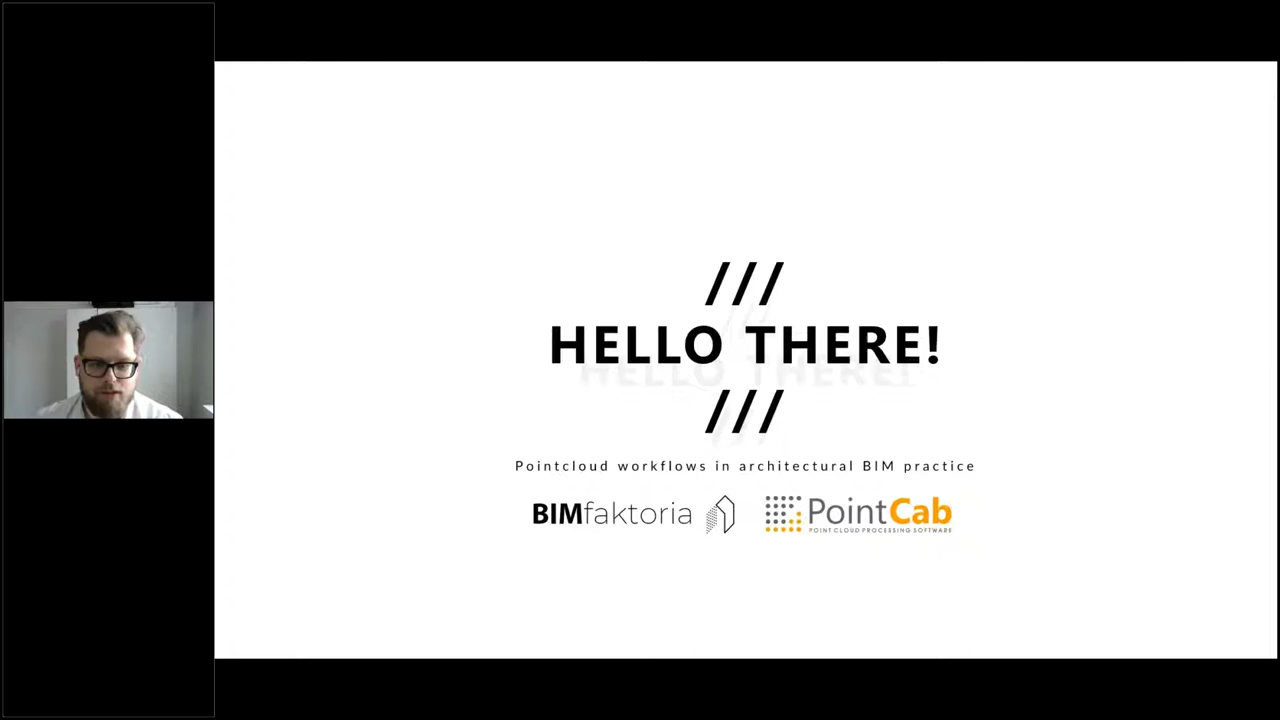 ///
HELLO THERE!
///
Pointcloud workflows in architectural BIM practice
BIMfaktoria
PointCab
POINT CLOUD PROCESSING SOFTWARE